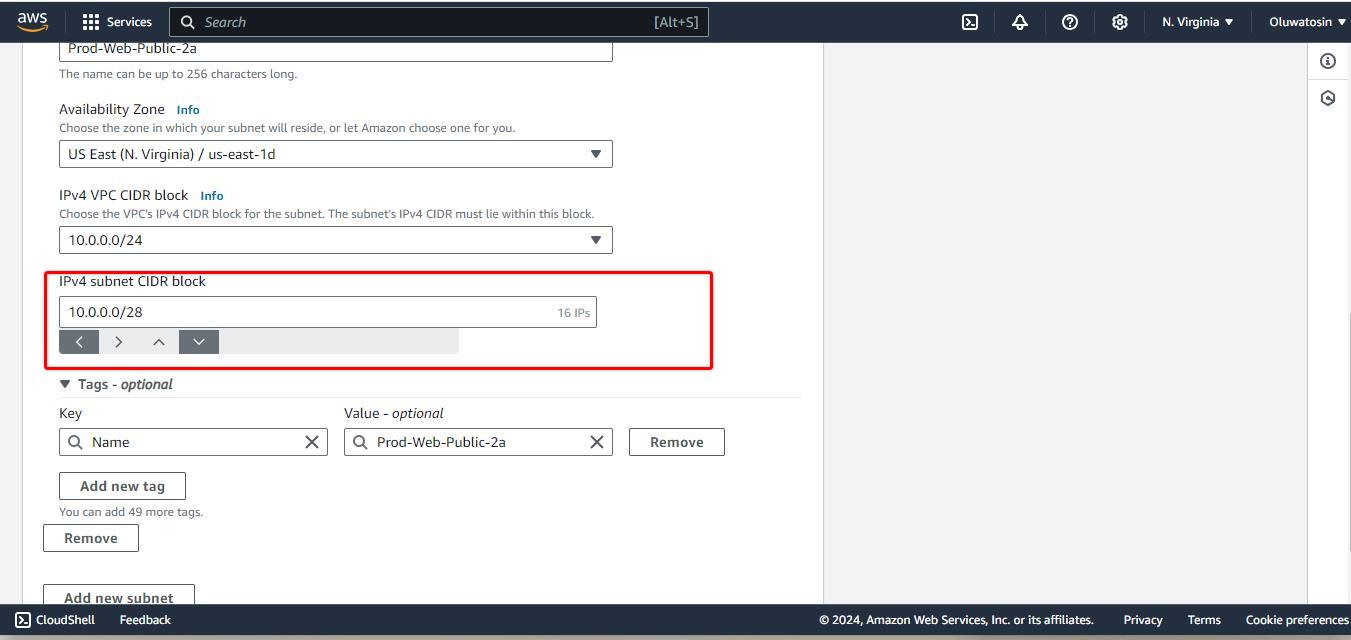 aws Services Search [Alt+S] N. Virginia Oluwatosin
Prod-Web-Public-2a
The name can be up to 256 characters long.
Availability Zone Info
Choose the zone in which your subnet will reside, or let Amazon choose one for you.
US East (N. Virginia) / us-east-1d
IPv4 VPC CIDR block Info
Choose the VPC's IPv4 CIDR block for the subnet. The subnet's IPv4 CIDR must lie within this block.
10.0.0.0/24
IPv4 subnet CIDR block
10.0.0.0/28 16 IPs
Tags - optional
Key Value - optional
Name Prod-Web-Public-2a Remove
Add new tag
You can add 49 more tags.
Remove
Add new subnet
CloudShell Feedback © 2024, Amazon Web Services, Inc. or its affiliates. Privacy Terms Cookie preferences